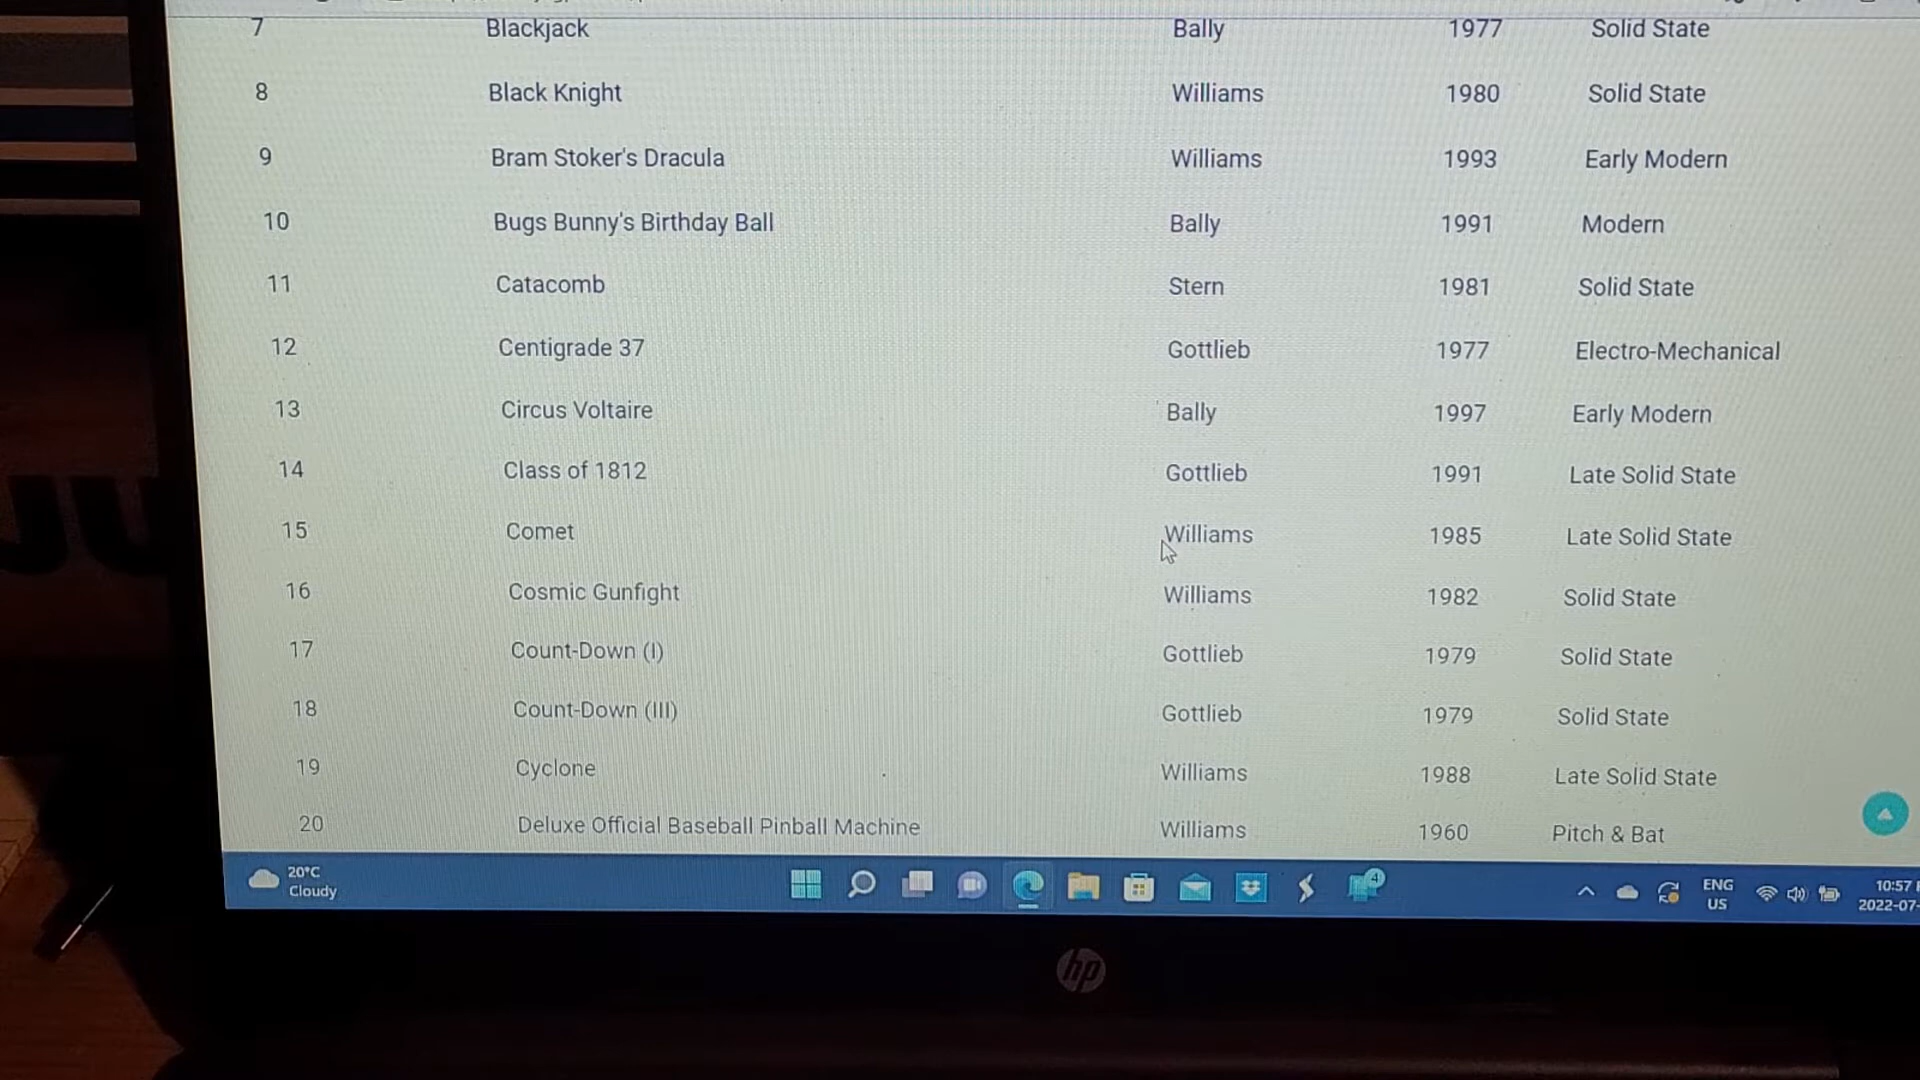 7 Blackjack Bally 1977 Solid State
8 Black Knight Williams 1980 Solid State
9 Bram Stoker's Dracula Williams 1993 Early Modern
10 Bugs Bunny's Birthday Ball Bally 1991 Modern
11 Catacomb Stern 1981 Solid State
12 Centigrade 37 Gottlieb 1977 Electro-Mechanical
13 Circus Voltaire Bally 1997 Early Modern
14 Class of 1812 Gottlieb 1991 Late Solid State
15 Comet Williams 1985 Late Solid State
16 Cosmic Gunfight Williams 1982 Solid State
17 Count-Down (I) Gottlieb 1979 Solid State
18 Count-Down (III) Gottlieb 1979 Solid State
19 Cyclone Williams 1988 Late Solid State
20 Deluxe Official Baseball Pinball Machine Williams 1960 Pitch & Bat
20°C
Cloudy
4
ENG
US
10:57
2022-07-
hp